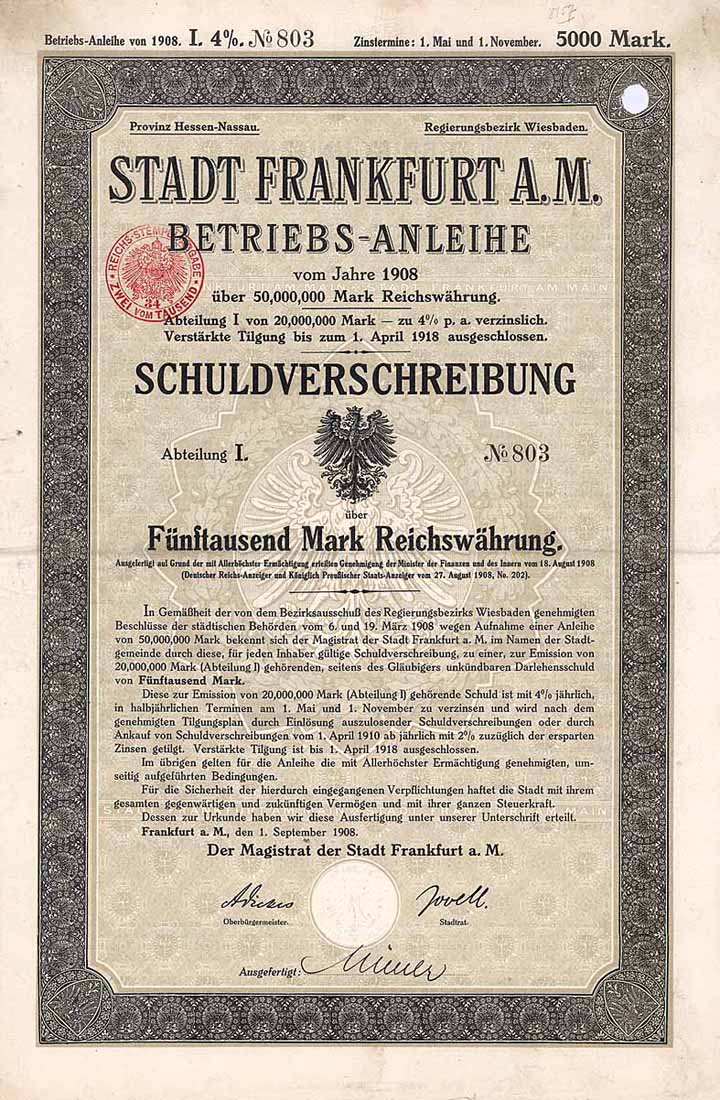 Betriebs-Anleihe von 1908. I. 4%. № 803 Zinstermine: 1. Mai und 1. November. 5000 Mark.
Provinz Hessen-Nassau. Regierungsbezirk Wiesbaden.
STADT FRANKFURT A. M.
BETRIEBS-ANLEIHE
REICHS-STEMPELABGABE
34
ZWEI VOM TAUSEND
vom Jahre 1908
über 50,000,000 Mark Reichswährung.
Abteilung I von 20,000,000 Mark — zu 4% p. a. verzinslich.
Verstärkte Tilgung bis zum 1. April 1918 ausgeschlossen.
SCHULDVERSCHREIBUNG
Abteilung I. № 803
über
Fünftausend Mark Reichswährung.
Ausgefertigt auf Grund der mit Allerhöchster Ermächtigung erteilten Genehmigung der Minister der Finanzen und des Innern vom 18. August 1908
(Deutscher Reichs-Anzeiger und Königlich Preußischer Staats-Anzeiger vom 27. August 1908, No. 202).
In Gemäßheit der von dem Bezirksausschuß des Regierungsbezirks Wiesbaden genehmigten
Beschlüsse der städtischen Behörden vom 6. und 19. März 1908 wegen Aufnahme einer Anleihe
von 50,000,000 Mark bekennt sich der Magistrat der Stadt Frankfurt a. m. im Namen der Stadt-
gemeinde durch diese, für jeden Inhaber gültige Schuldverschreibung, zu einer, zur Emission von
20,000,000 Mark (Abteilung I) gehörenden, seitens des Gläubigers unkündbaren Darlehensschuld
von Fünftausend Mark.
Diese zur Emission von 20,000,000 Mark (Abteilung I) gehörende Schuld ist mit 4% jährlich,
in halbjährlichen Terminen am 1. Mai und 1. November zu verzinsen und wird nach dem
genehmigten Tilgungsplan durch Einlösung auszulosender Schuldverschreibungen oder durch
Ankauf von Schuldverschreibungen vom 1. April 1910 ab jährlich mit 2% zuzüglich der ersparten
Zinsen getilgt. Verstärkte Tilgung ist bis 1. April 1918 ausgeschlossen.
Im übrigen gelten für die Anleihe die mit Allerhöchster Ermächtigung genehmigten, um-
seitig aufgeführten Bedingungen.
Für die Sicherheit der hierdurch eingegangenen Verpflichtungen haftet die Stadt mit ihrem
gesamten gegenwärtigen und zukünftigen Vermögen und mit ihrer ganzen Steuerkraft.
Dessen zur Urkunde haben wir diese Ausfertigung unter unserer Unterschrift erteilt.
Frankfurt a. M., den 1. September 1908.
Der Magistrat der Stadt Frankfurt a. M.
Adickes
Oberbürgermeister. Stadtrat.
Ausgefertigt: